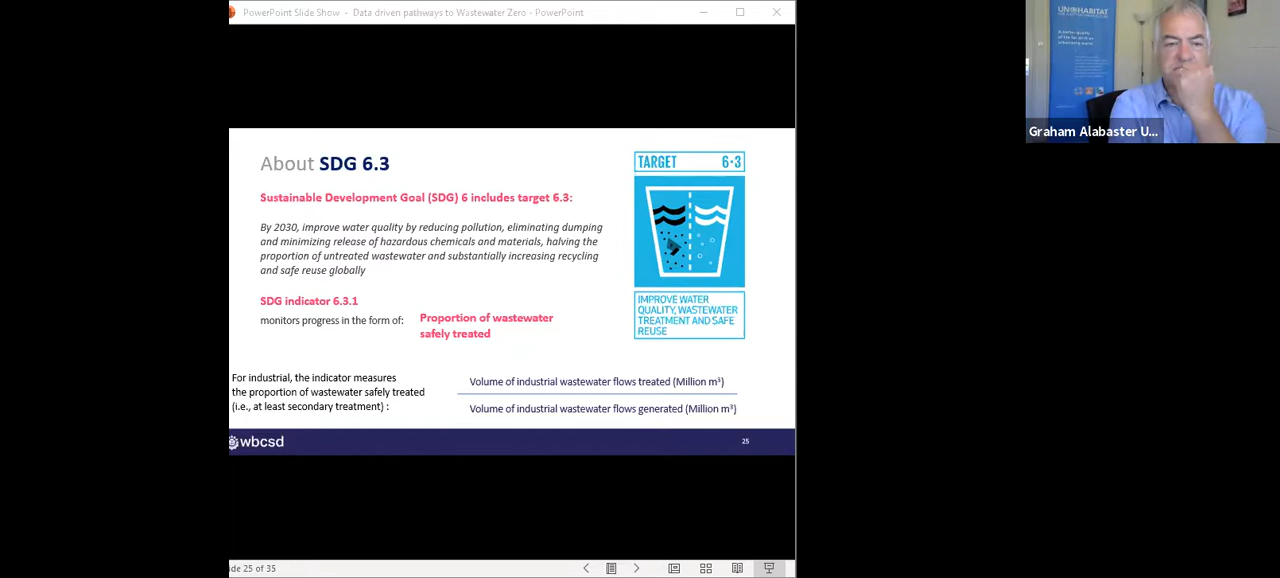 PowerPoint Slide Show - Data driven pathways to Wastewater Zero - PowerPoint
UN HABITAT
Graham Alabaster U...
About SDG 6.3
TARGET 6·3
Sustainable Development Goal (SDG) 6 includes target 6.3:
By 2030, improve water quality by reducing pollution, eliminating dumping
and minimizing release of hazardous chemicals and materials, halving the
proportion of untreated wastewater and substantially increasing recycling
and safe reuse globally
SDG indicator 6.3.1
monitors progress in the form of:
Proportion of wastewater
safely treated
IMPROVE WATER
QUALITY, WASTEWATER
TREATMENT AND SAFE
REUSE
For industrial, the indicator measures
the proportion of wastewater safely treated
(i.e., at least secondary treatment) :
Volume of industrial wastewater flows treated (Million m³)
Volume of industrial wastewater flows generated (Million m³)
wbcsd
25
ide 25 of 35